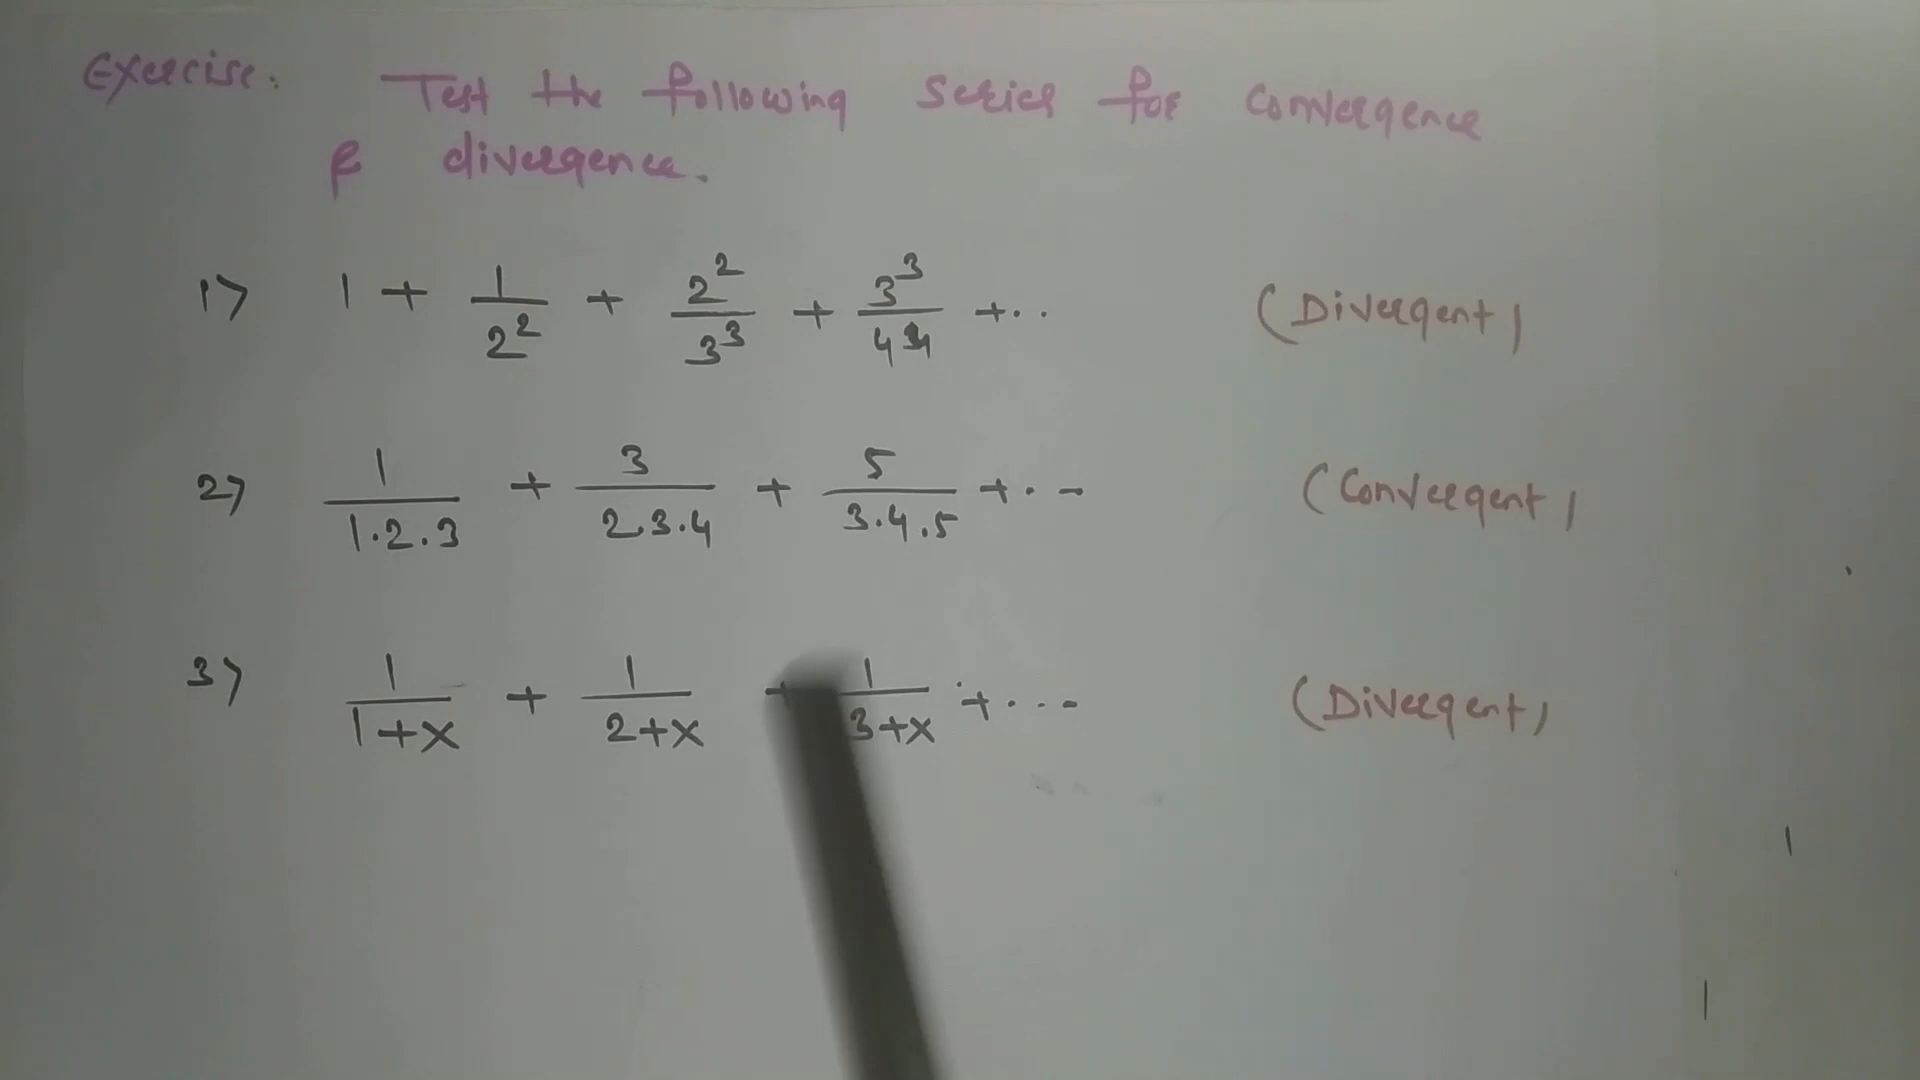 Exercise: Test the following series for convergence
& divergence.
1) 1 + 1/2² + 2²/3³ + 3³/4⁴ + .. (Divergent)
2) 1/1.2.3 + 3/2.3.4 + 5/3.4.5 + .. (Convergent)
3) 1/1+x + 1/2+x + 1/3+x + ... (Divergent)